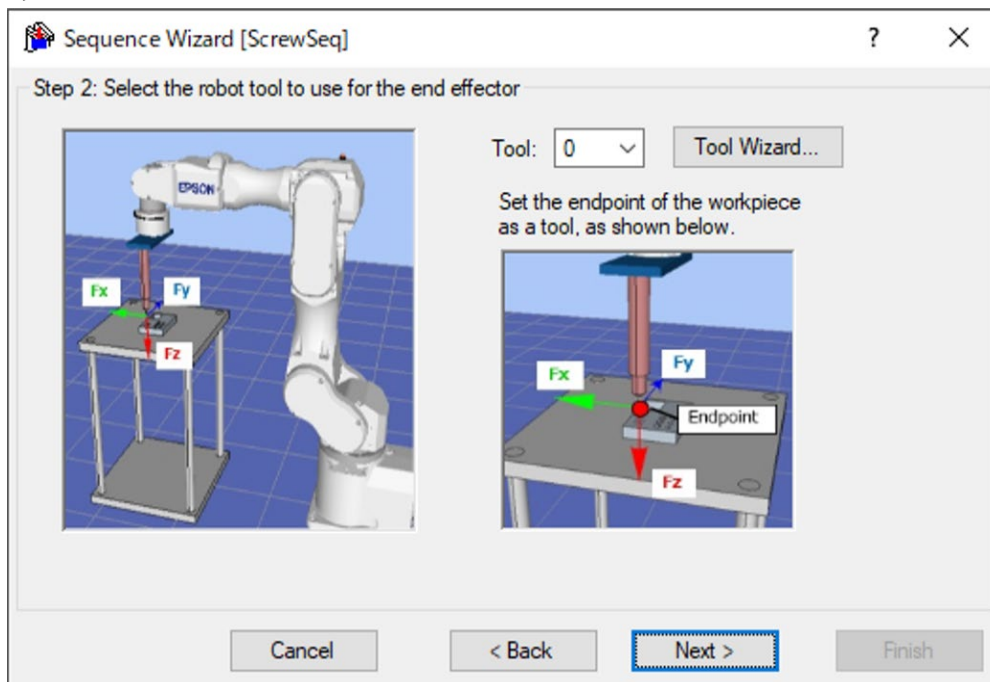 Sequence Wizard [ScrewSeq]
?
Step 2: Select the robot tool to use for the end effector
Tool: 0
Tool Wizard...
Set the endpoint of the workpiece
as a tool, as shown below.
EPSON
Fx
Fy
Fz
Fx
Fy
Endpoint
Fz
Cancel
< Back
Next >
Finish